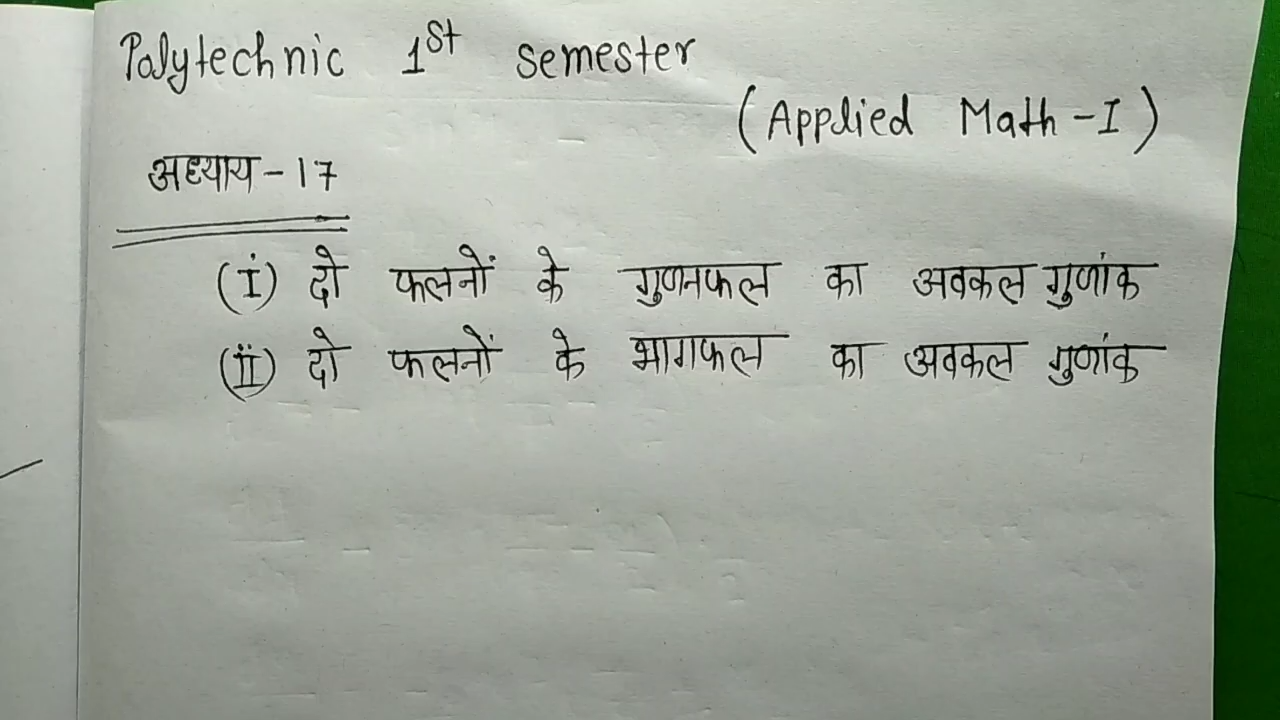 Polytechnic 1st semester
(Applied Math-I)
अध्याय-17
(i) दो फलनों के गुणनफल का अवकल गुणांक
(ii) दो फलनों के भागफल का अवकल गुणांक